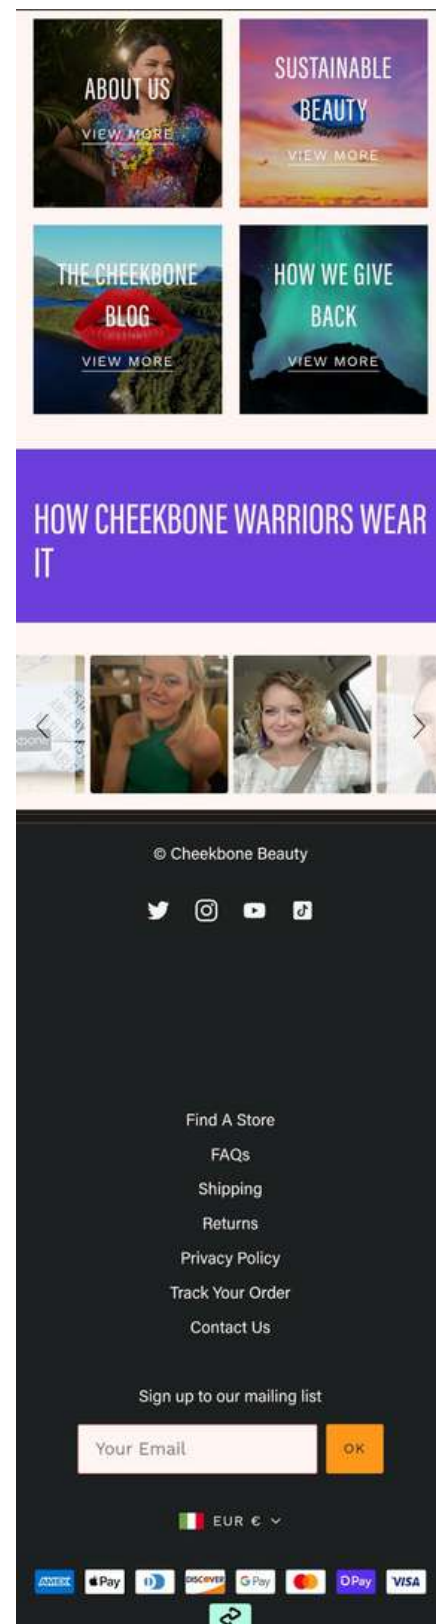 ABOUT US
VIEW MORE
SUSTAINABLE
BEAUTY
VIEW MORE
THE CHEEKBONE
BLOG
VIEW MORE
HOW WE GIVE
BACK
VIEW MORE
HOW CHEEKBONE WARRIORS WEAR
IT
© Cheekbone Beauty
Find A Store
FAQs
Shipping
Returns
Privacy Policy
Track Your Order
Contact Us
Sign up to our mailing list
Your Email
OK
EUR €
AMEX
Pay
DISCOVER
G Pay
Pay
VISA